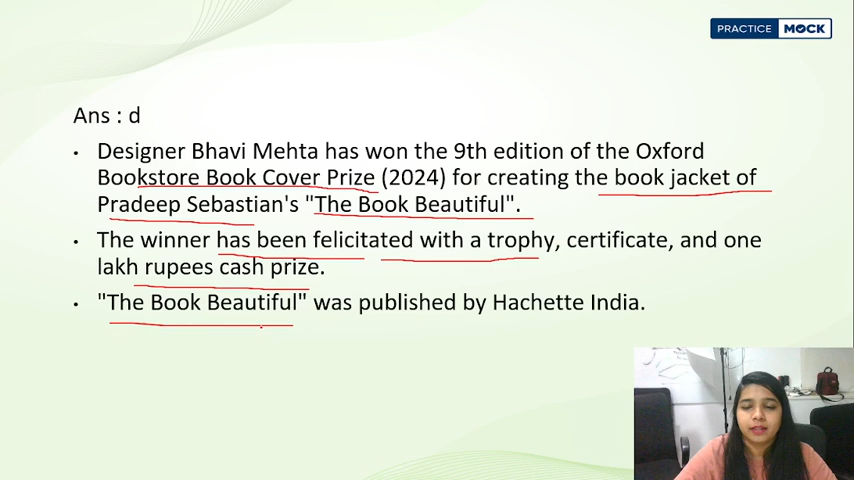 PRACTICE MOCK
Ans : d
• Designer Bhavi Mehta has won the 9th edition of the Oxford
Bookstore Book Cover Prize (2024) for creating the book jacket of
Pradeep Sebastian's "The Book Beautiful".
• The winner has been felicitated with a trophy, certificate, and one
lakh rupees cash prize.
• "The Book Beautiful" was published by Hachette India.